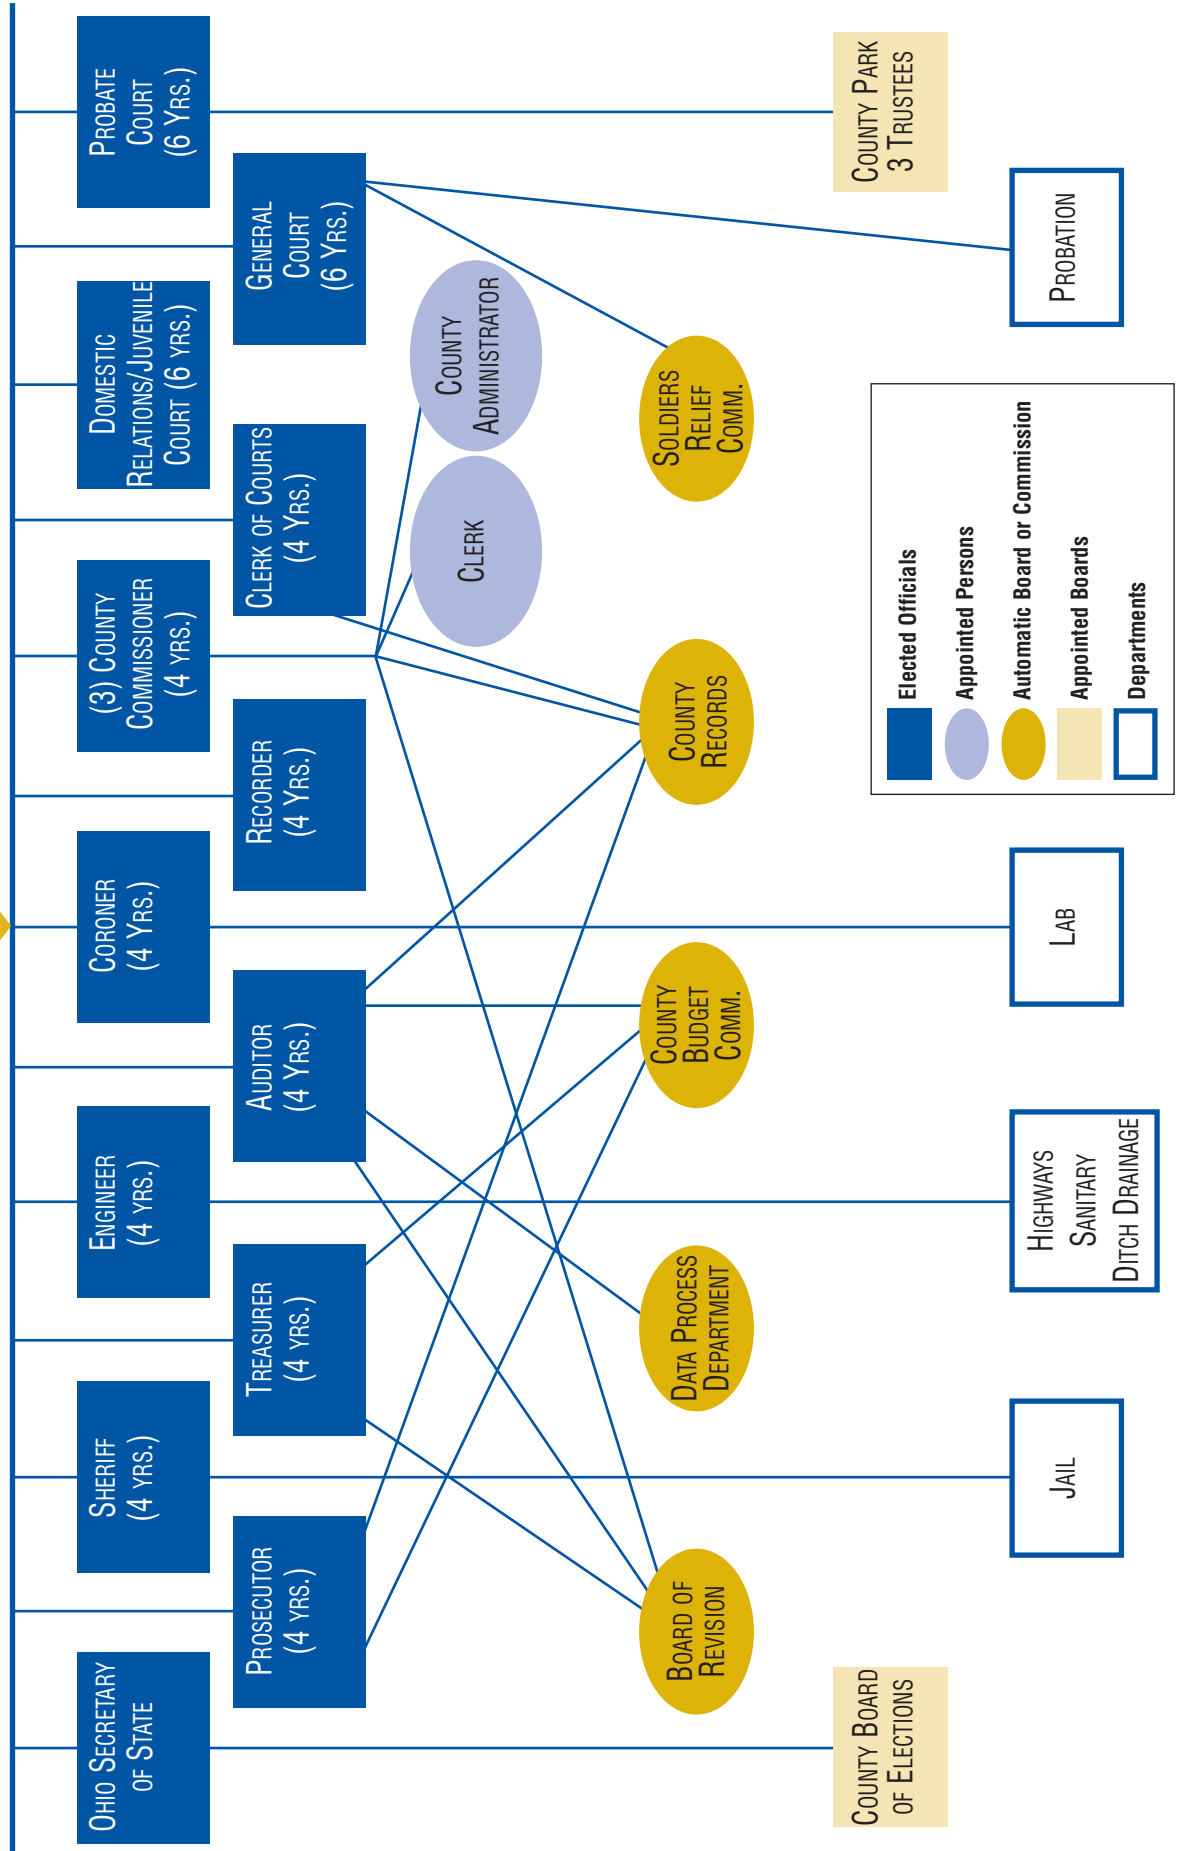 Ohio Secretary
of State
Sheriff
(4 yrs.)
Engineer
(4 yrs.)
Coroner
(4 Yrs.)
(3) County
Commissioner
(4 yrs.)
Domestic
Relations/Juvenile
Court (6 yrs.)
Probate
Court
(6 Yrs.)
Prosecutor
(4 yrs.)
Treasurer
(4 yrs.)
Auditor
(4 Yrs.)
Recorder
(4 Yrs.)
Clerk of Courts
(4 Yrs.)
General
Court
(6 Yrs.)
Clerk
County
Administrator
Board of
Revision
Data Process
Department
County
Budget
Comm.
County
Records
Soldiers
Relief
Comm.
County Board
of Elections
County Park
3 Trustees
Jail
Highways
Sanitary
Ditch Drainage
Lab
Probation
Elected Officials
Appointed Persons
Automatic Board or Commission
Appointed Boards
Departments